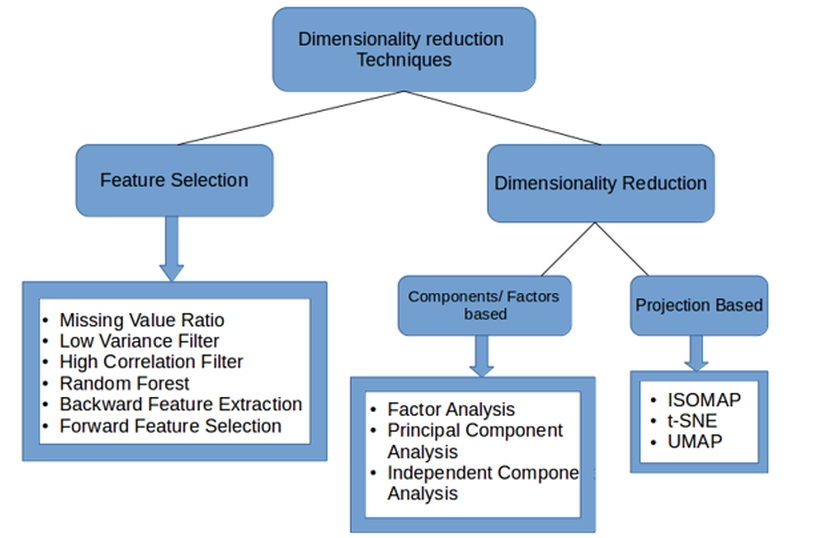 Dimensionality reduction
Techniques
Feature Selection
Dimensionality Reduction
Components/ Factors
based
Projection Based
• Missing Value Ratio
• Low Variance Filter
• High Correlation Filter
• Random Forest
• Backward Feature Extraction
• Forward Feature Selection
• Factor Analysis
• Principal Component
Analysis
• Independent Compone
Analysis
• ISOMAP
• t-SNE
• UMAP